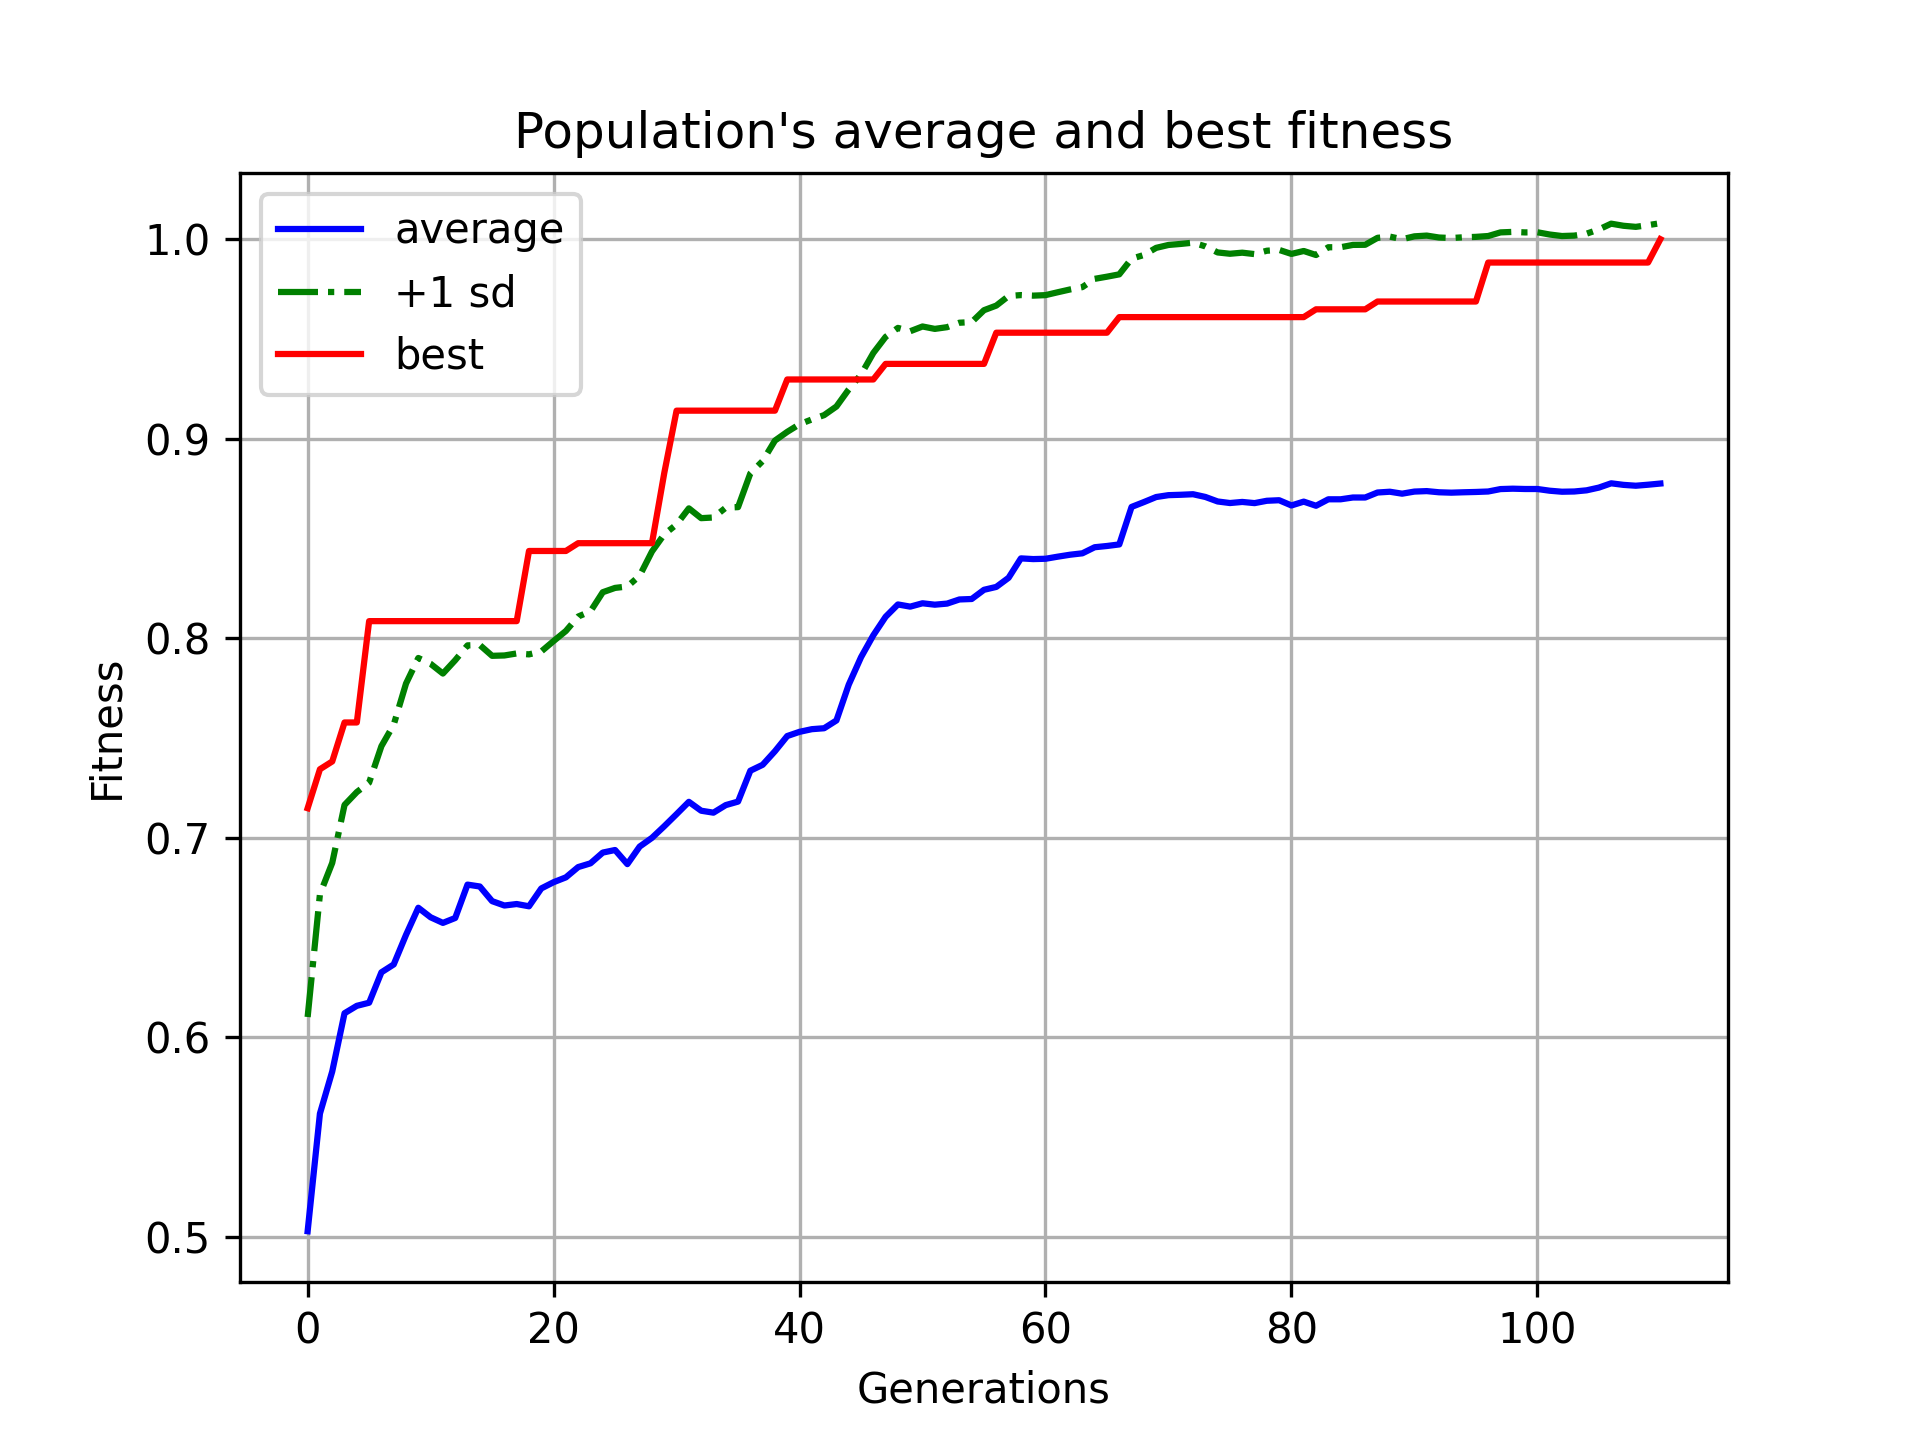 Population's average and best fitness
average
+1 sd
best
1.0
0.9
0.8
0.7
0.6
0.5
Fitness
0 20 40 60 80 100
Generations